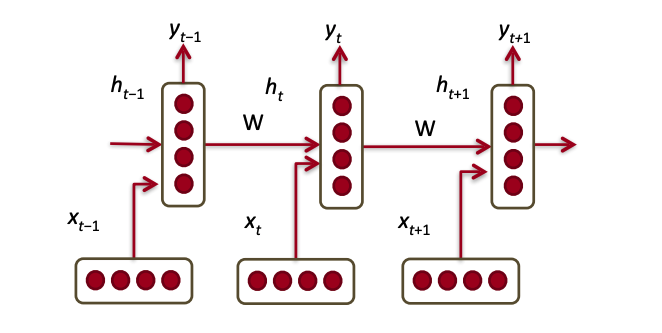 y_{t-1} y_t y_{t+1}
h_{t-1} h_t h_{t+1}
W W
x_{t-1} x_t x_{t+1}